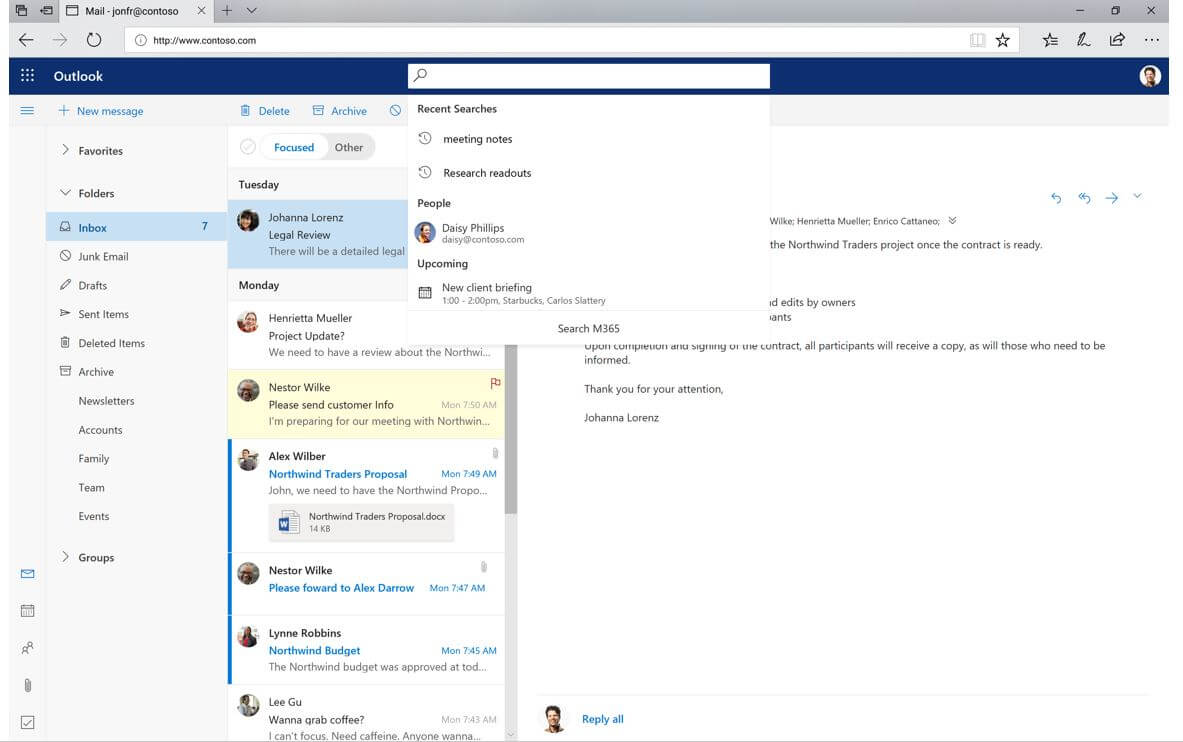 Mail - jonfr@contoso
http://www.contoso.com
Outlook
New message
Delete
Archive
Favorites
Folders
Inbox 7
Junk Email
Drafts
Sent Items
Deleted Items
Archive
Newsletters
Accounts
Family
Team
Events
Groups
Focused
Other
Tuesday
Johanna Lorenz
Legal Review
There will be a detailed legal
Monday
Henrietta Mueller
Project Update?
We need to have a review about the Northwi...
Nestor Wilke
Please send customer Info Mon 7:50 AM
I'm preparing for our meeting with Northwin...
Alex Wilber
Northwind Traders Proposal Mon 7:49 AM
John, we need to have the Northwind Propo...
Northwind Traders Proposal.docx
14 KB
Nestor Wilke
Please foward to Alex Darrow Mon 7:47 AM
Lynne Robbins
Northwind Budget Mon 7:45 AM
The Northwind budget was approved at tod...
Lee Gu
Wanna grab coffee? Mon 7:43 AM
I can't focus. Need caffeine. Anyone wanna...
Recent Searches
meeting notes
Research readouts
People
Daisy Phillips
daisy@contoso.com
Upcoming
New client briefing
1:00 - 2:00pm, Starbucks, Carlos Slattery
Search M365
Wilke; Henrietta Mueller; Enrico Cattaneo;
the Northwind Traders project once the contract is ready.
nd edits by owners
pants
Upon completion and signing of the contract, all participants will receive a copy, as will those who need to be
informed.
Thank you for your attention,
Johanna Lorenz
Reply all